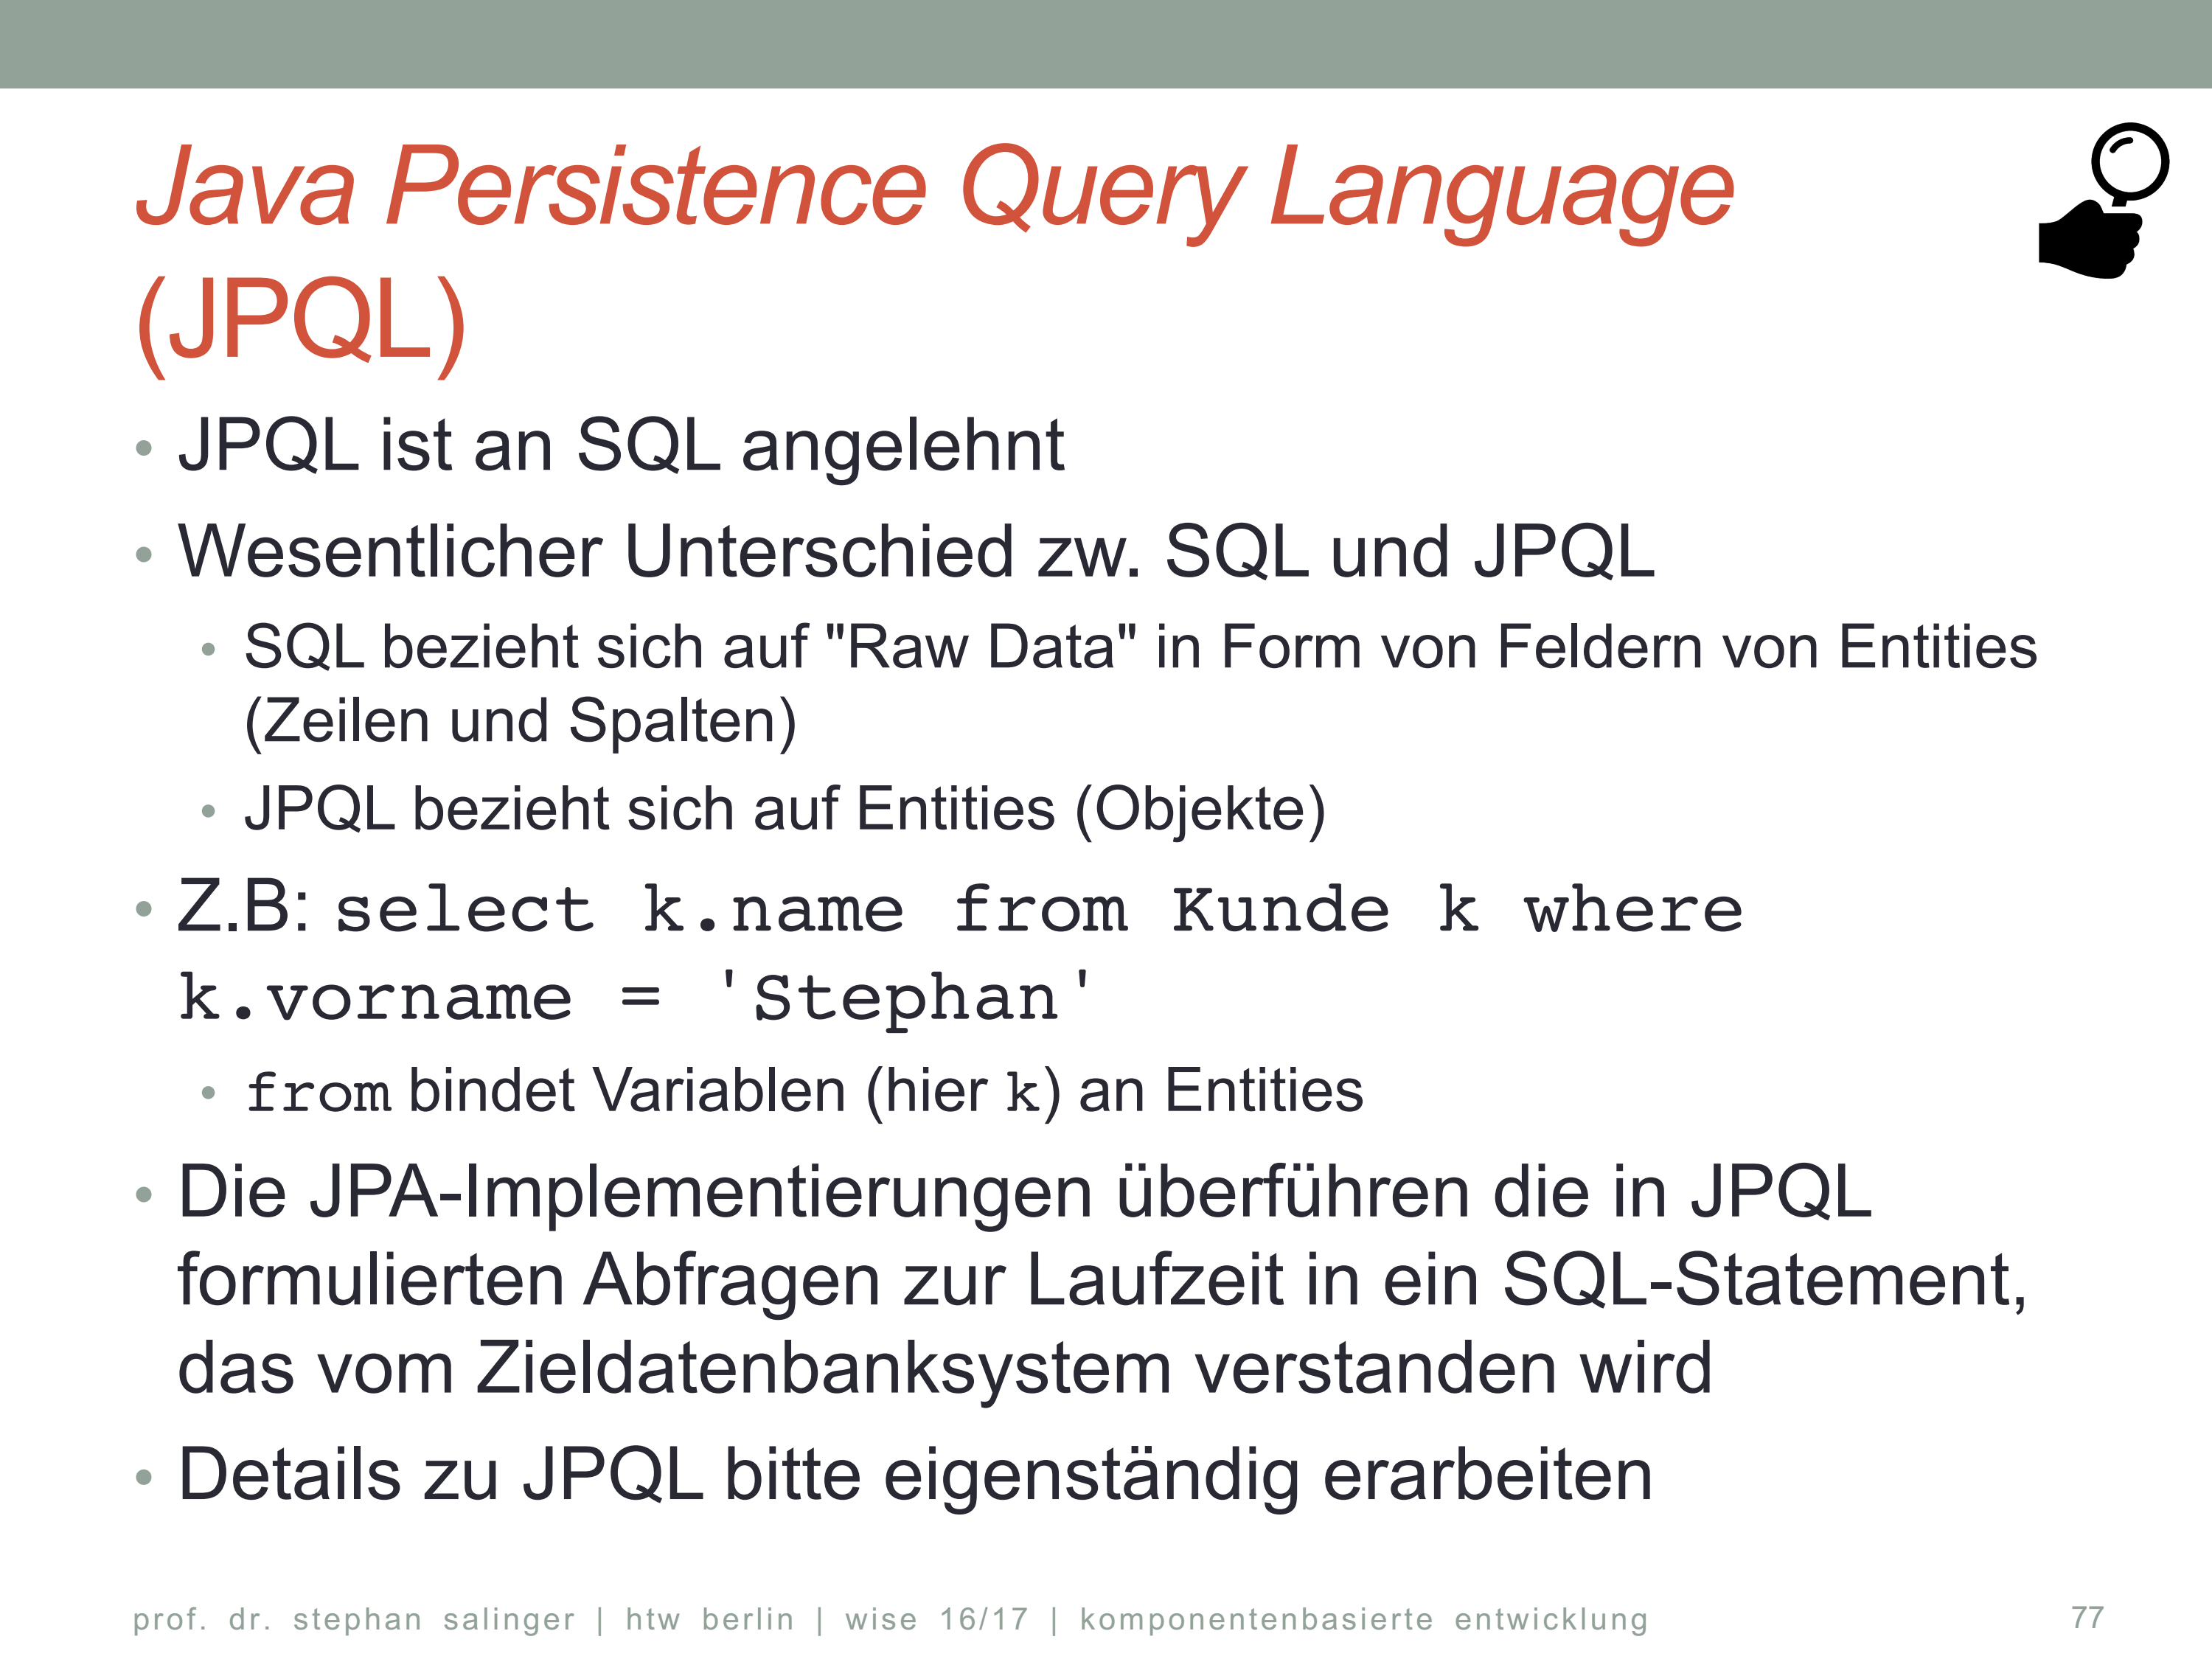 Java Persistence Query Language
(JPQL)
• JPQL ist an SQL angelehnt
• Wesentlicher Unterschied zw. SQL und JPQL
• SQL bezieht sich auf "Raw Data" in Form von Feldern von Entities
(Zeilen und Spalten)
• JPQL bezieht sich auf Entities (Objekte)
• Z.B: select k.name from Kunde k where
k.vorname = 'Stephan'
• from bindet Variablen (hier k) an Entities
• Die JPA-Implementierungen überführen die in JPQL
formulierten Abfragen zur Laufzeit in ein SQL-Statement,
das vom Zieldatenbanksystem verstanden wird
• Details zu JPQL bitte eigenständig erarbeiten
prof. dr. stephan salinger | htw berlin | wise 16/17 | komponentenbasierte entwicklung 77